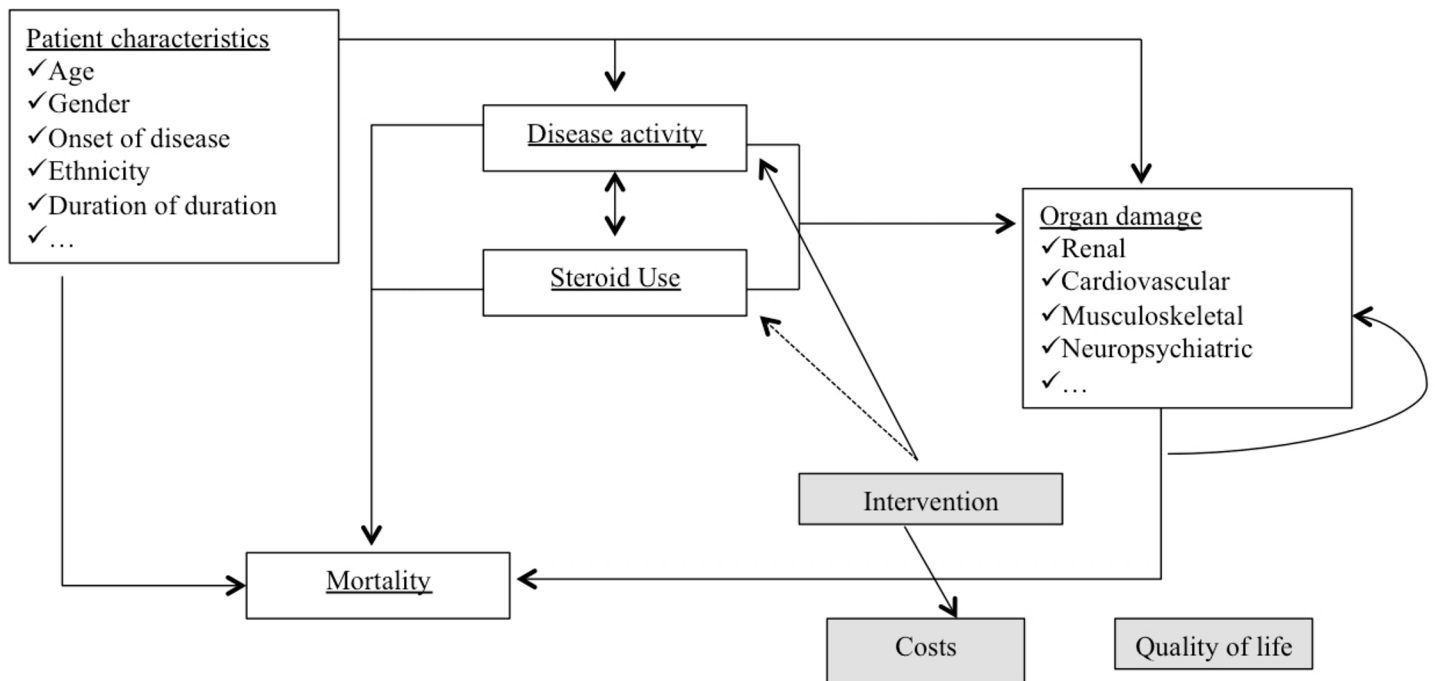 Patient characteristics
✓Age
✓Gender
✓Onset of disease
✓Ethnicity
✓Duration of duration
✓…
Disease activity
Steroid Use
Organ damage
✓Renal
✓Cardiovascular
✓Musculoskeletal
✓Neuropsychiatric
✓…
Intervention
Mortality
Costs
Quality of life